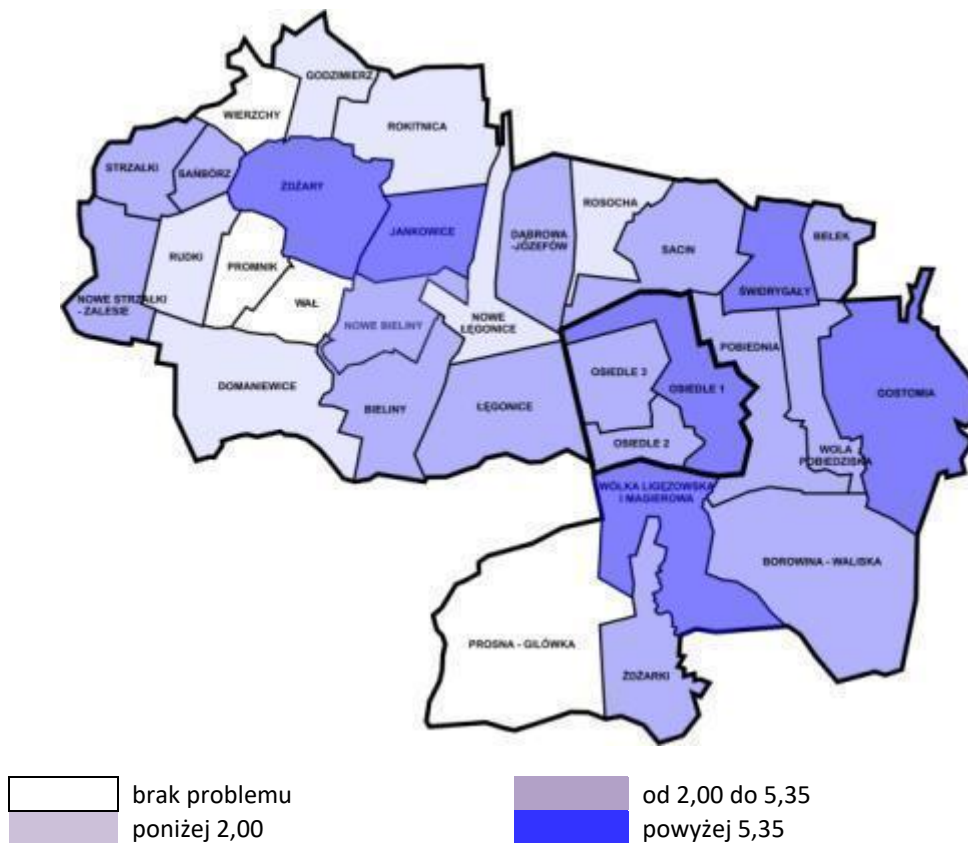 GODZIMIERZ
WIERZCHY
ROKITNICA
STRZAŁKI
SAŃBÓRZ
ŻDŻARY
ROSOCHA
JANKOWICE
DĄBROWA
-JÓZEFÓW
SACIN
BELEK
RUDKI
PROMNIK
ŚWIDRYGAŁY
NOWE STRZAŁKI
- ZALESIE
WAŁ
NOWE BIELINY
NOWE
ŁĘGONICE
POBIEDNIA
OSIEDLE 3
OSIEDLE 1
DOMANIEWICE
GOSTOMIA
BIELINY
ŁĘGONICE
OSIEDLE 2
WOLA
POBIEDZISKA
WÓLKA LIGĘZOWSKA
I MAGIEROWA
BOROWINA - WALISKA
PROSNA - GILÓWKA
ŻDŻARKI
brak problemu
od 2,00 do 5,35
poniżej 2,00
powyżej 5,35